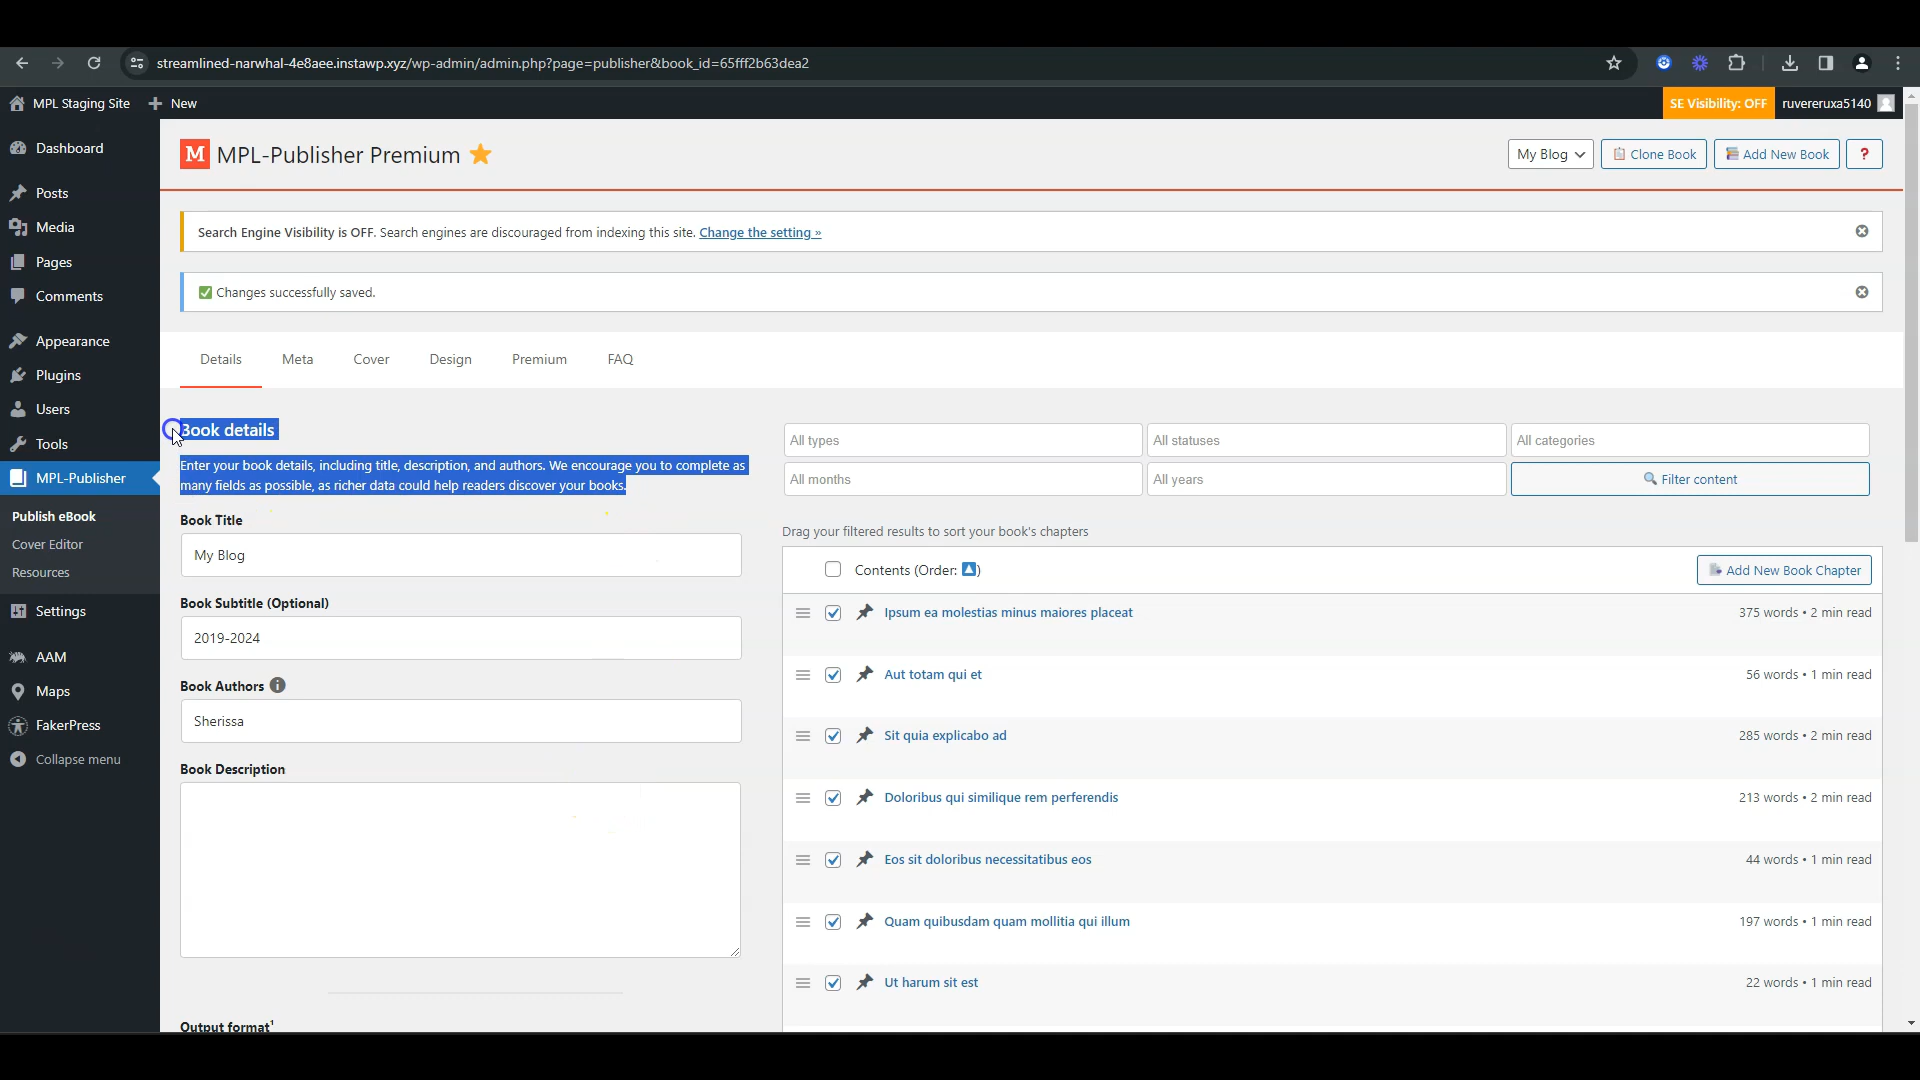 streamlined-narwhal-4e8aee.instawp.xyz/wp-admin/admin.php?page=publisher&book_id=65fff2b63dea2
MPL Staging Site
New
SE Visibility: OFF
ruvereruxa5140
Dashboard
Posts
Media
Pages
Comments
Appearance
Plugins
Users
Tools
MPL-Publisher
Publish eBook
Cover Editor
Resources
Settings
AAM
Maps
FakerPress
Collapse menu
M MPL-Publisher Premium
My Blog
Clone Book
Add New Book
?
Search Engine Visibility is OFF. Search engines are discouraged from indexing this site. Change the setting »
Changes successfully saved.
Details
Meta
Cover
Design
Premium
FAQ
Book details
Enter your book details, including title, description, and authors. We encourage you to complete as
many fields as possible, as richer data could help readers discover your books.
Book Title
My Blog
Book Subtitle (Optional)
2019-2024
Book Authors
Sherissa
Book Description
Output format¹
All types
All statuses
All categories
All months
All years
Filter content
Drag your filtered results to sort your book's chapters
Contents (Order: )
Add New Book Chapter
Ipsum ea molestias minus maiores placeat
375 words • 2 min read
Aut totam qui et
56 words • 1 min read
Sit quia explicabo ad
285 words • 2 min read
Doloribus qui similique rem perferendis
213 words • 2 min read
Eos sit doloribus necessitatibus eos
44 words • 1 min read
Quam quibusdam quam mollitia qui illum
197 words • 1 min read
Ut harum sit est
22 words • 1 min read